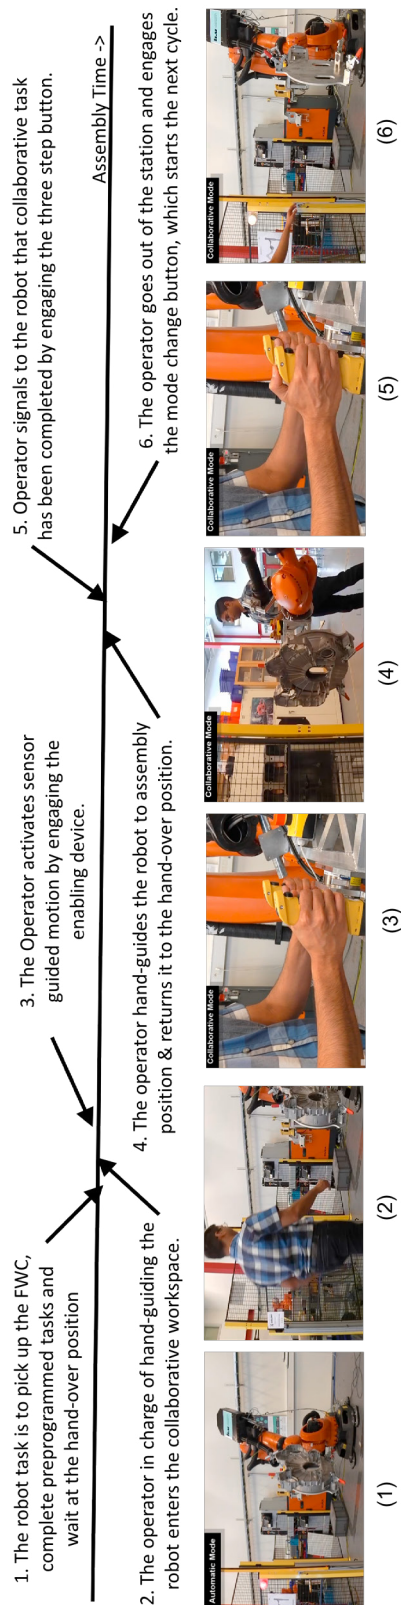 1. The robot task is to pick up the FWC,
complete preprogrammed tasks and
wait at the hand-over position
2. The operator in charge of hand-guiding the
robot enters the collaborative workspace.
3. The Operator activates sensor
guided motion by engaging the
enabling device.
4. The operator hand-guides the robot to assembly
position & returns it to the hand-over position.
5. Operator signals to the robot that collaborative task
has been completed by engaging the three step button.
6. The operator goes out of the station and engages
the mode change button, which starts the next cycle.
Assembly Time ->
Automatic Mode
Collaborative Mode
Collaborative Mode
Collaborative Mode
Collaborative Mode
(1)
(2)
(3)
(4)
(5)
(6)